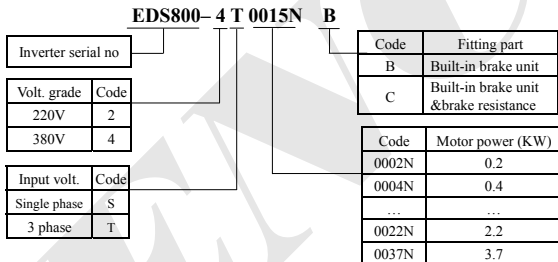 EDS800– 4 T 0015N B
Inverter serial no
Volt. grade Code
220V 2
380V 4
Input volt. Code
Single phase S
3 phase T
Code Fitting part
B Built-in brake unit
C Built-in brake unit
&brake resistance
Code Motor power (KW)
0002N 0.2
0004N 0.4
… …
0022N 2.2
0037N 3.7